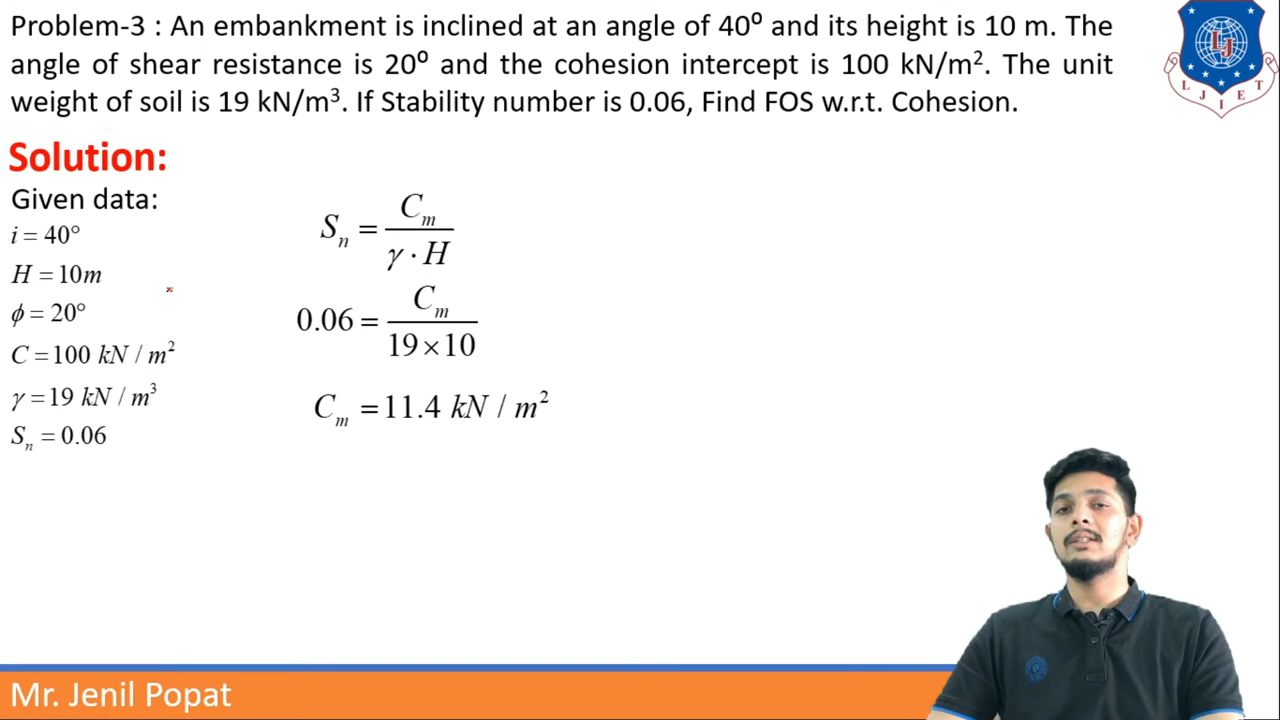 Problem-3 : An embankment is inclined at an angle of 40⁰ and its height is 10 m. The
angle of shear resistance is 20⁰ and the cohesion intercept is 100 kN/m². The unit
weight of soil is 19 kN/m³. If Stability number is 0.06, Find FOS w.r.t. Cohesion.
LJ
LJIET
Solution:
Given data:
i = 40°
H = 10m
ϕ = 20°
C = 100 kN / m²
γ = 19 kN / m³
Sₙ = 0.06
Sₙ = Cₘ / γ · H
0.06 = Cₘ / 19 × 10
Cₘ = 11.4 kN / m²
Mr. Jenil Popat